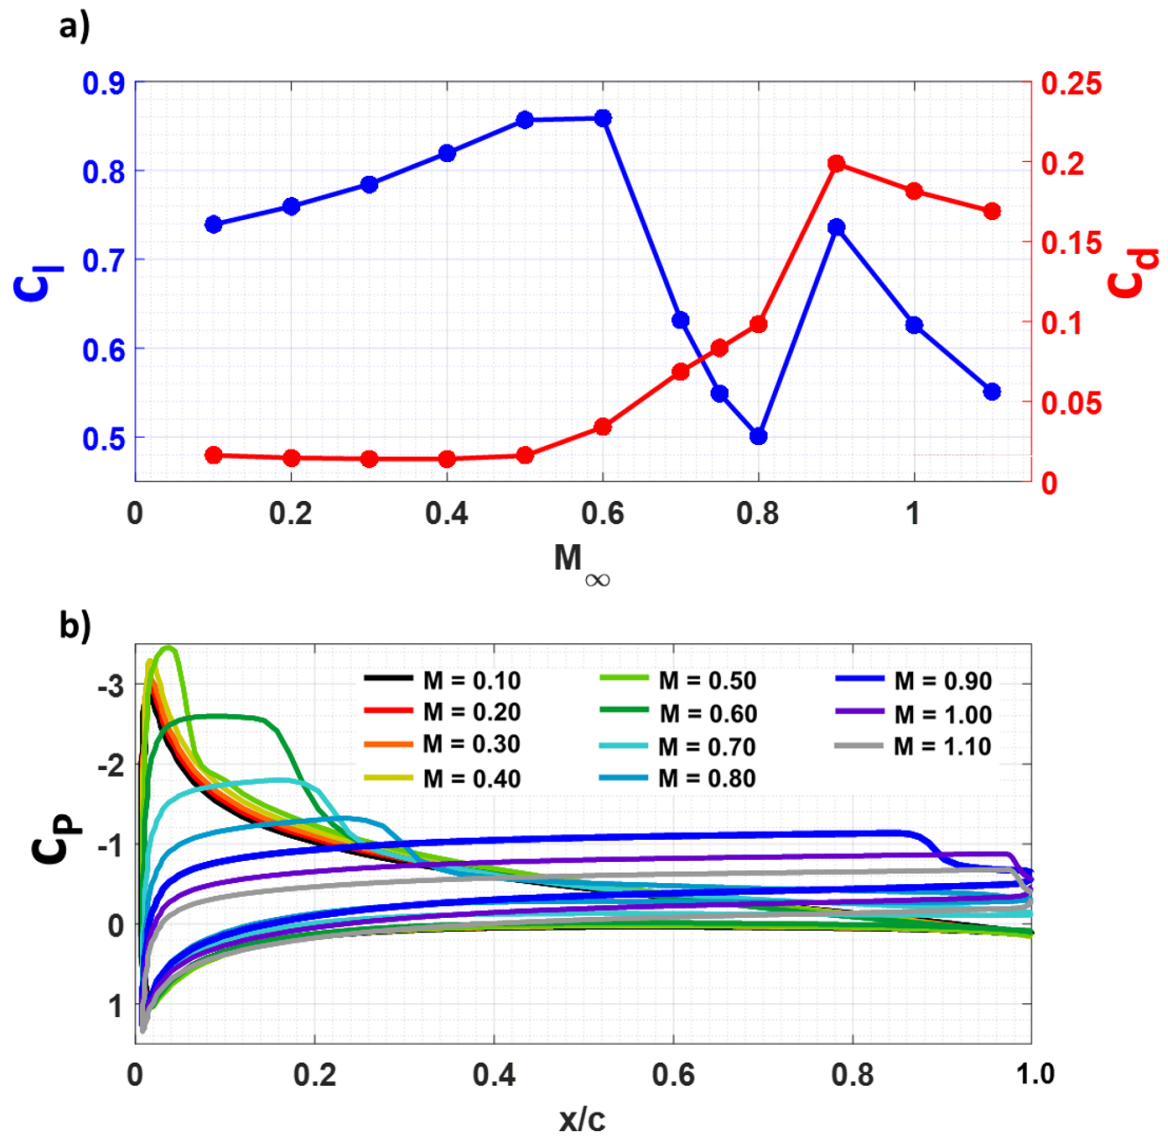 a)
0.9
0.8
0.7
0.6
0.5
C_l
0.25
0.2
0.15
0.1
0.05
0
C_d
0 0.2 0.4 0.6 0.8 1
M_∞
b)
-3
-2
-1
0
1
C_P
M = 0.10 M = 0.50 M = 0.90
M = 0.20 M = 0.60 M = 1.00
M = 0.30 M = 0.70 M = 1.10
M = 0.40 M = 0.80
0 0.2 0.4 0.6 0.8 1.0
x/c